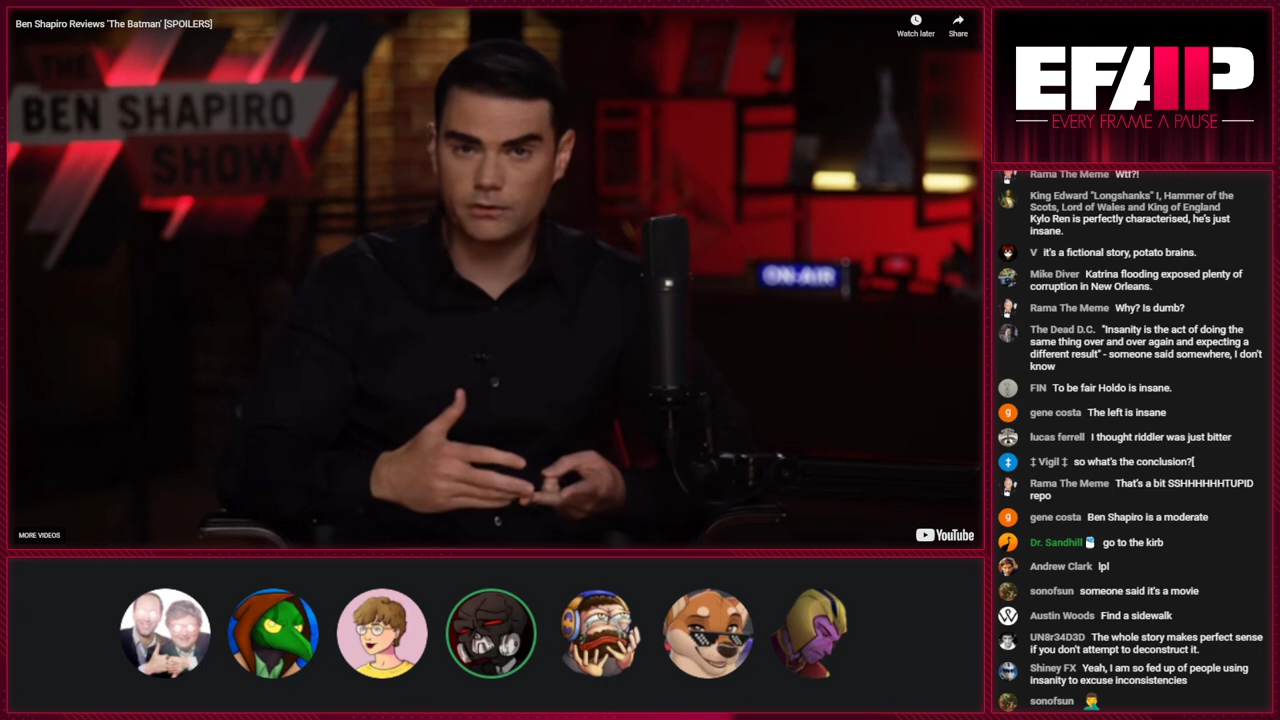 Ben Shapiro Reviews 'The Batman' [SPOILERS]
Watch later
Share
THE
BEN SHAPIRO
SHOW
ON-AIR
MORE VIDEOS
YouTube
EFAP
EVERY FRAME A PAUSE
Rama The Meme Wtf?!
King Edward "Longshanks" I, Hammer of the
Scots, Lord of Wales and King of England
Kylo Ren is perfectly characterised, he's just
insane.
V it's a fictional story, potato brains.
Mike Diver Katrina flooding exposed plenty of
corruption in New Orleans.
Rama The Meme Why? Is dumb?
The Dead D.C. "Insanity is the act of doing the
same thing over and over again and expecting a
different result" - someone said somewhere, I don't
know
FIN To be fair Holdo is insane.
g
gene costa The left is insane
lucas ferrell I thought riddler was just bitter
‡ Vigil ‡ so what's the conclusion?[
Rama The Meme That's a bit SSHHHHHHTUPID
repo
g
gene costa Ben Shapiro is a moderate
Dr. Sandhill go to the kirb
Andrew Clark lpl
sonofsun someone said it's a movie
W
Austin Woods Find a sidewalk
UN8r34D3D The whole story makes perfect sense
if you don't attempt to deconstruct it.
Shiney FX Yeah, I am so fed up of people using
insanity to excuse inconsistencies
sonofsun 🤦‍♂️